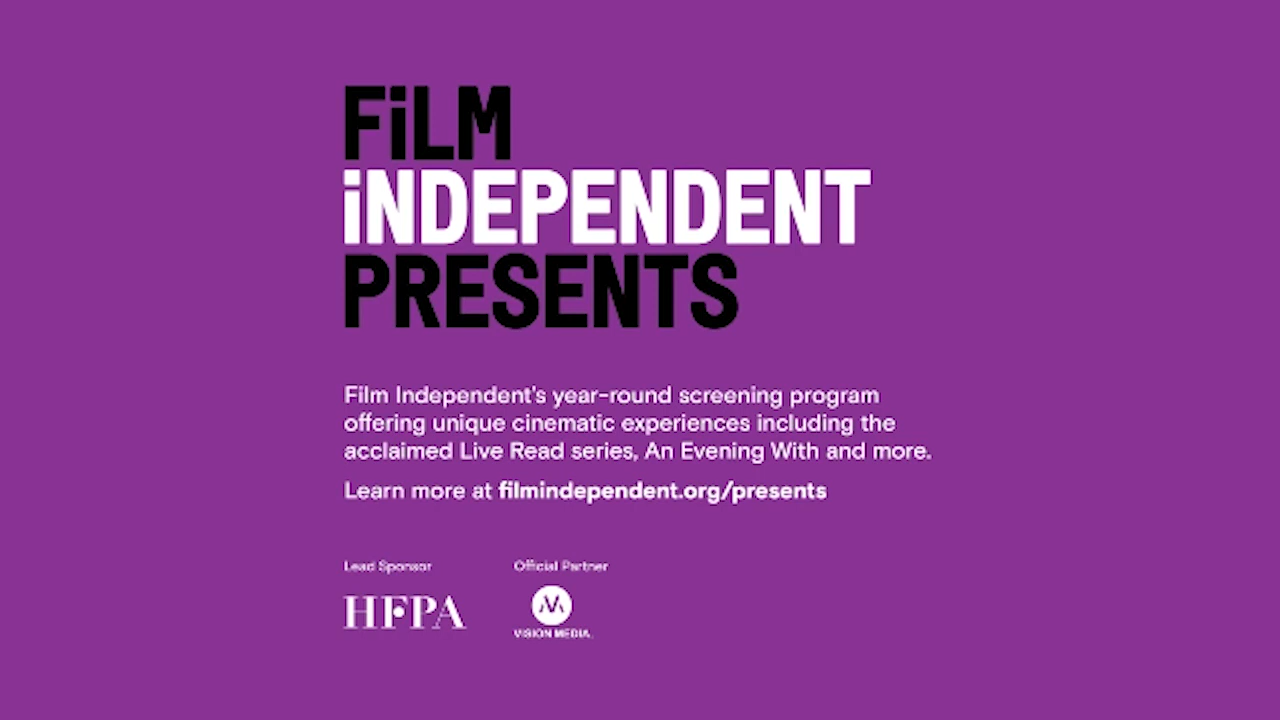 FiLM
iNDEPENDENT
PRESENTS
Film Independent's year-round screening program
offering unique cinematic experiences including the
acclaimed Live Read series, An Evening With and more.
Learn more at filmindependent.org/presents
Lead Sponsor
Official Partner
HFPA
VISION MEDIA.